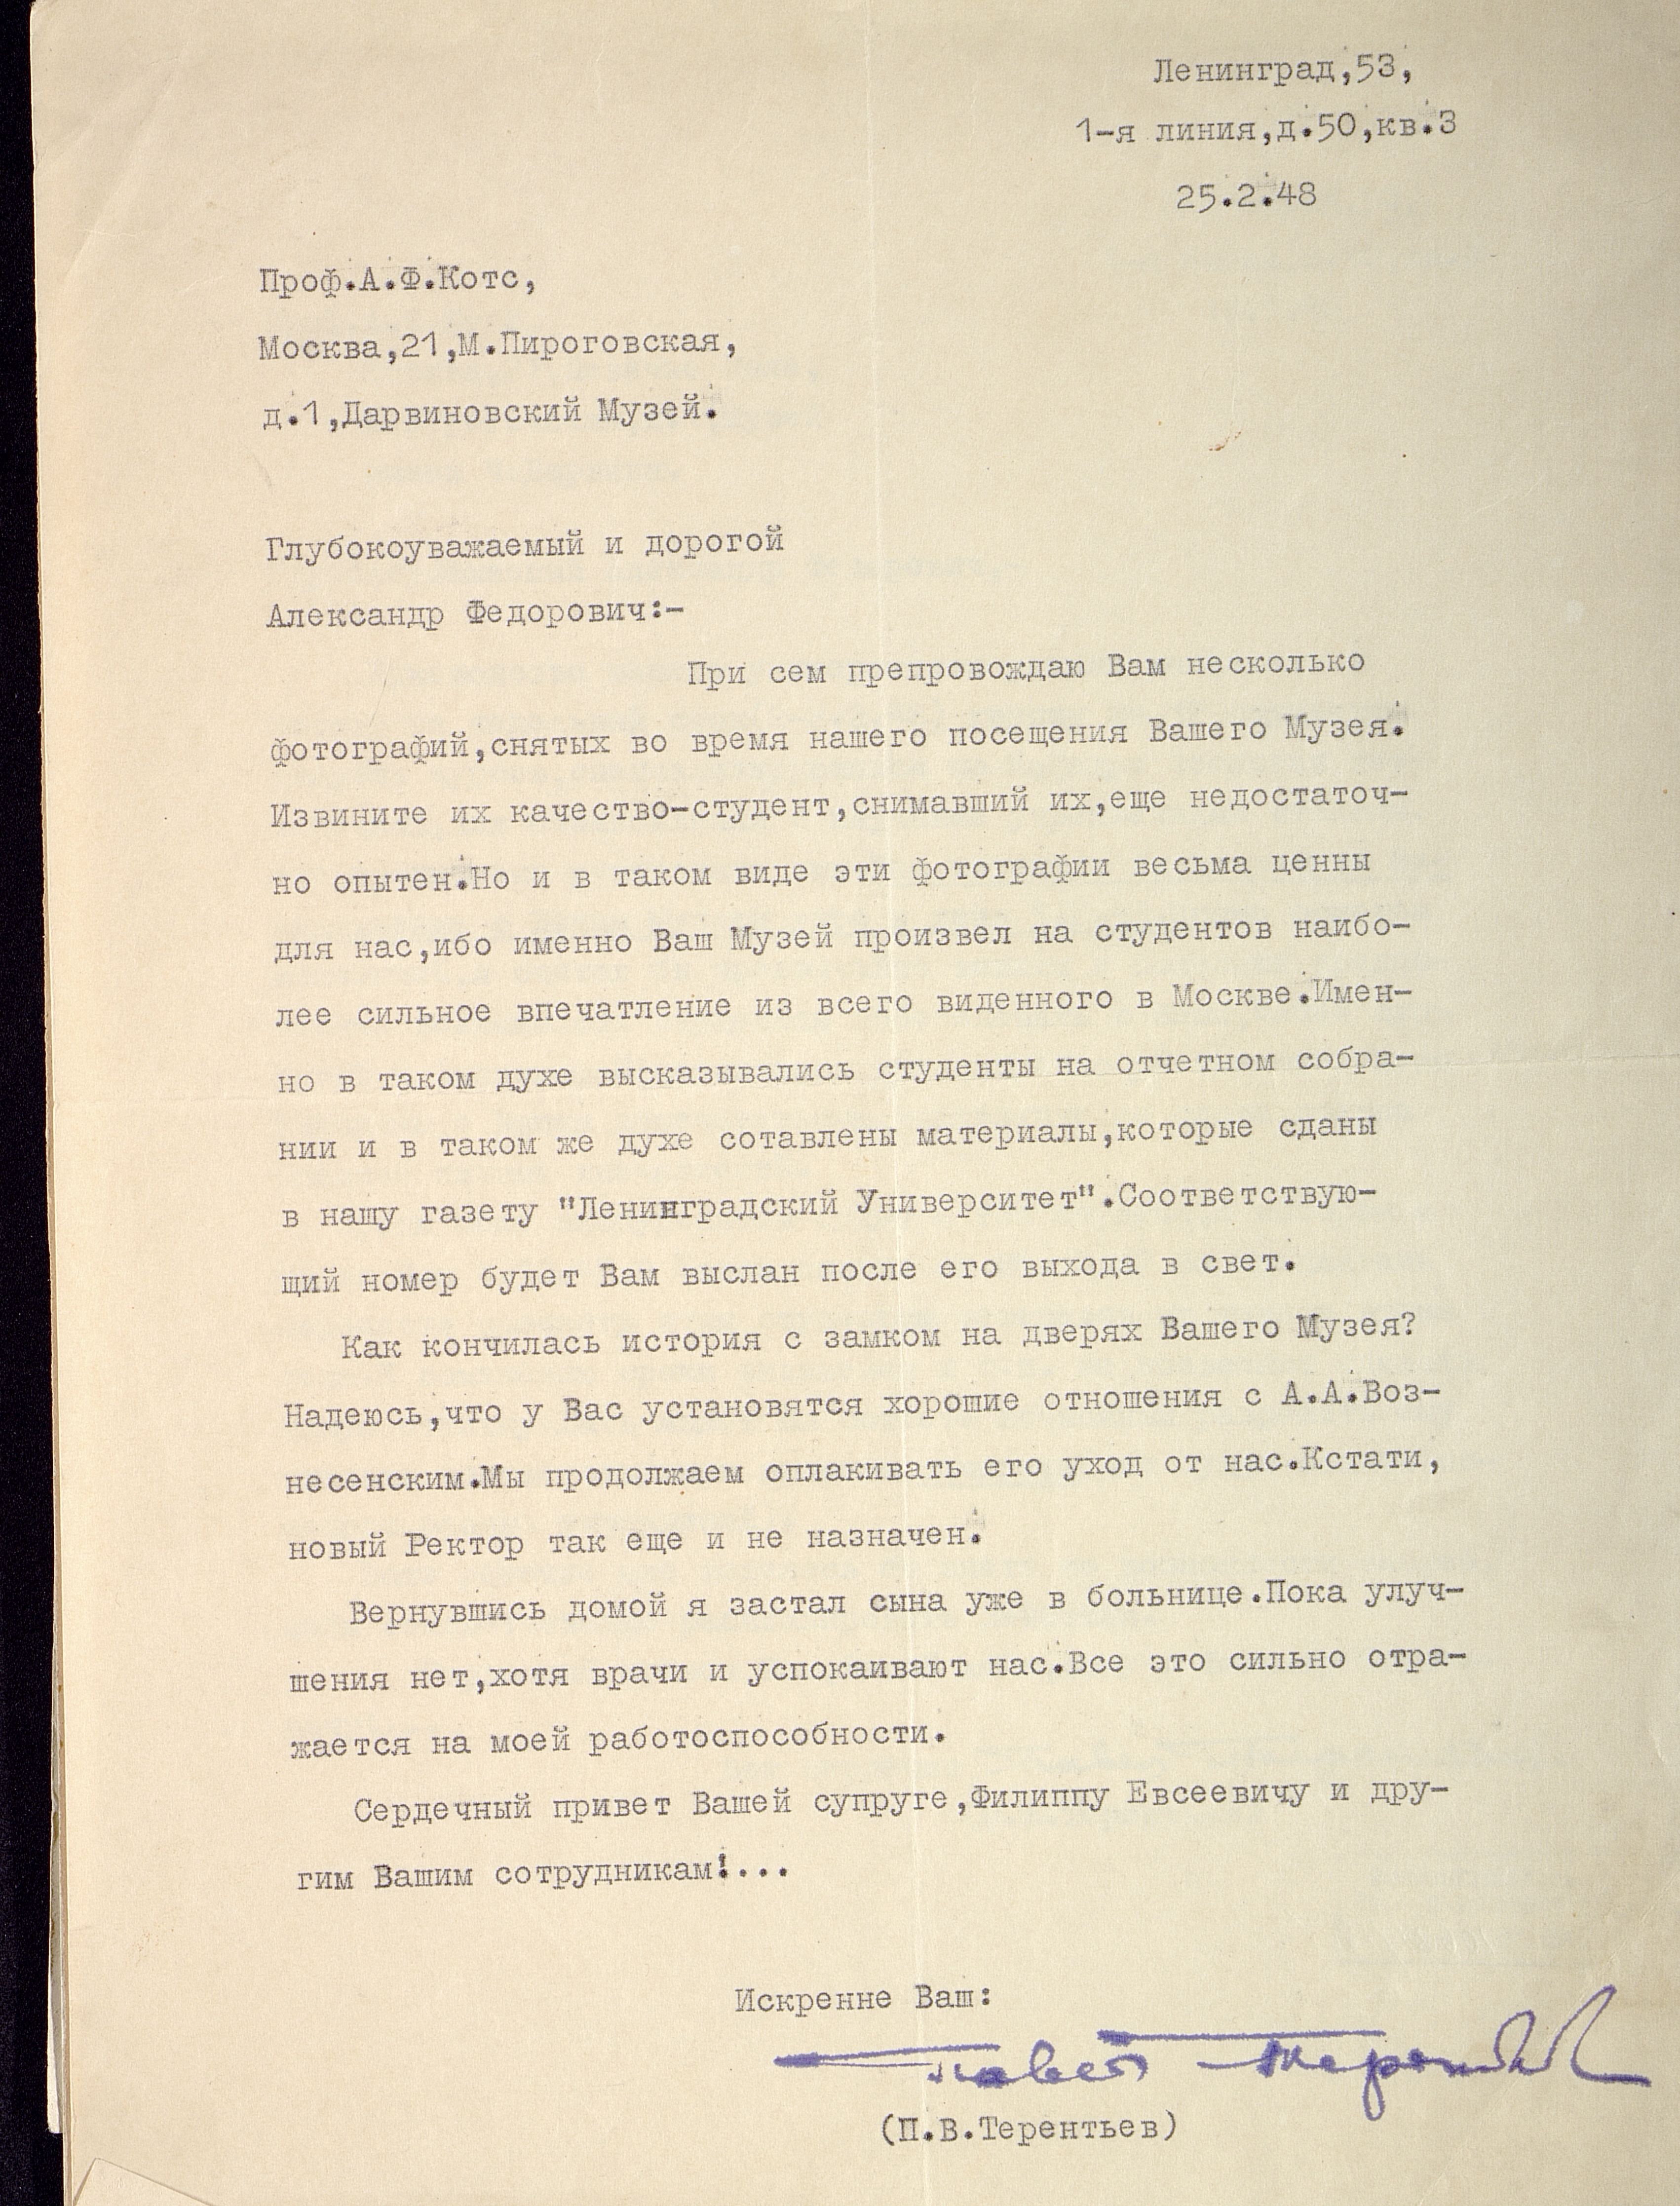 Ленинград,53,
1-я линия,д.50,кв.3
25.2.48
Проф.А.Ф.Котс,
Москва,21,М.Пироговская,
д.1,Дарвиновский Музей.
Глубокоуважаемый и дорогой
Александр Федорович:-
При сем препровождаю Вам несколько
фотографий,снятых во время нашего посещения Вашего Музея.
Извините их качество-студент,снимавший их,еще недостаточ-
но опытен.Но и в таком виде эти фотографии весьма ценны
для нас,ибо именно Ваш Музей произвел на студентов наибо-
лее сильное впечатление из всего виденного в Москве.Имен-
но в таком духе высказывались студенты на отчетном собра-
нии и в таком же духе сотавлены материалы,которые сданы
в нашу газету "Ленинградский Университет".Соответствую-
щий номер будет Вам выслан после его выхода в свет.
Как кончилась история с замком на дверях Вашего Музея?
Надеюсь,что у Вас установятся хорошие отношения с А.А.Воз-
несенским.Мы продолжаем оплакивать его уход от нас.Кстати,
новый Ректор так еще и не назначен.
Вернувшись домой я застал сына уже в больнице.Пока улуч-
шения нет,хотя врачи и успокаивают нас.Все это сильно отра-
жается на моей работоспособности.
Сердечный привет Вашей супруге,Филиппу Евсеевичу и дру-
гим Вашим сотрудникам!...
Искренне Ваш:
Павел Терентьев
(П.В.Терентьев)